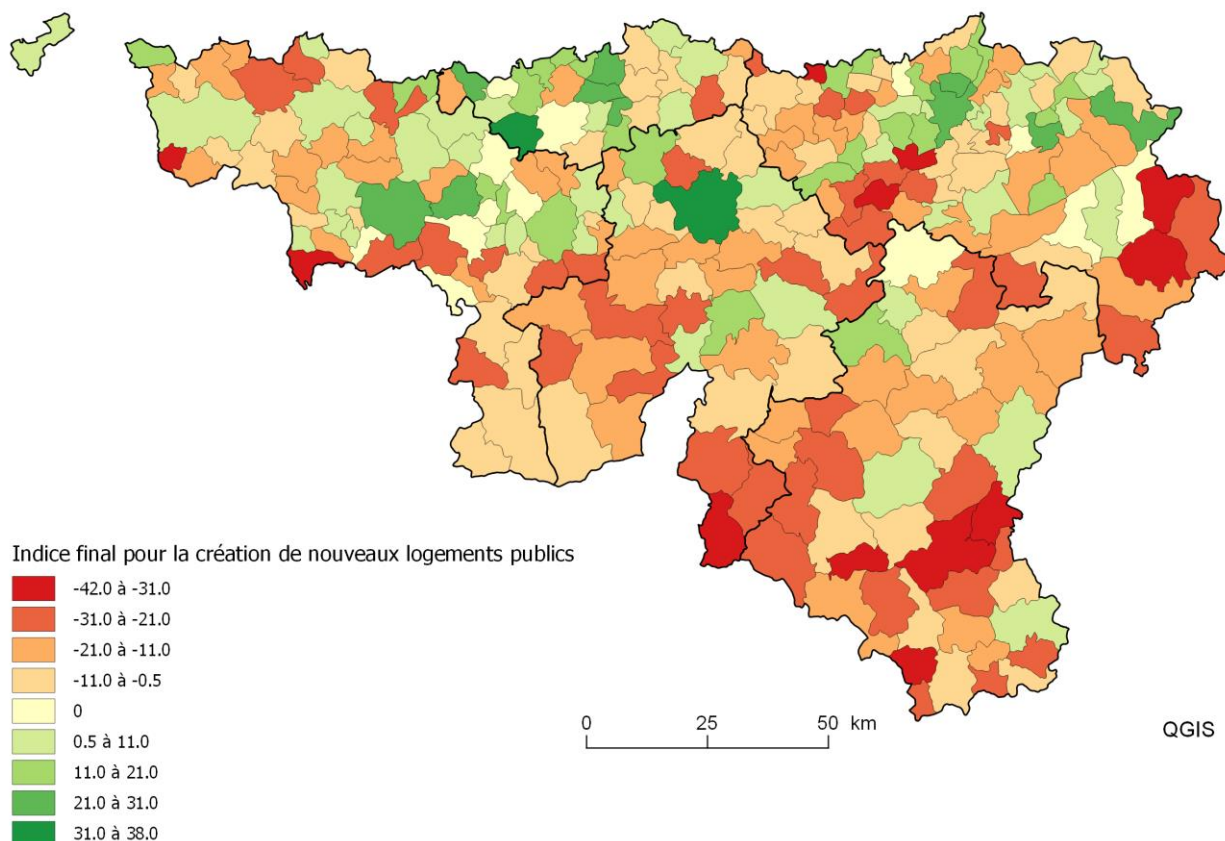 Indice final pour la création de nouveaux logements publics
-42.0 à -31.0
-31.0 à -21.0
-21.0 à -11.0
-11.0 à -0.5
0
0.5 à 11.0
11.0 à 21.0
21.0 à 31.0
31.0 à 38.0
0 25 50 km
QGIS